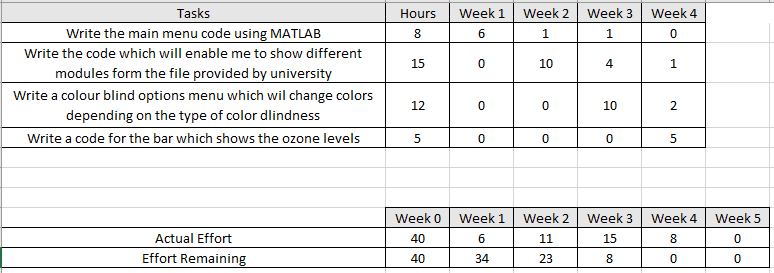 Tasks Hours Week 1 Week 2 Week 3 Week 4
Write the main menu code using MATLAB 8 6 1 1 0
Write the code which will enable me to show different
modules form the file provided by university 15 0 10 4 1
Write a colour blind options menu which wil change colors
depending on the type of color dlindness 12 0 0 10 2
Write a code for the bar which shows the ozone levels 5 0 0 0 5
Week 0 Week 1 Week 2 Week 3 Week 4 Week 5
Actual Effort 40 6 11 15 8 0
Effort Remaining 40 34 23 8 0 0